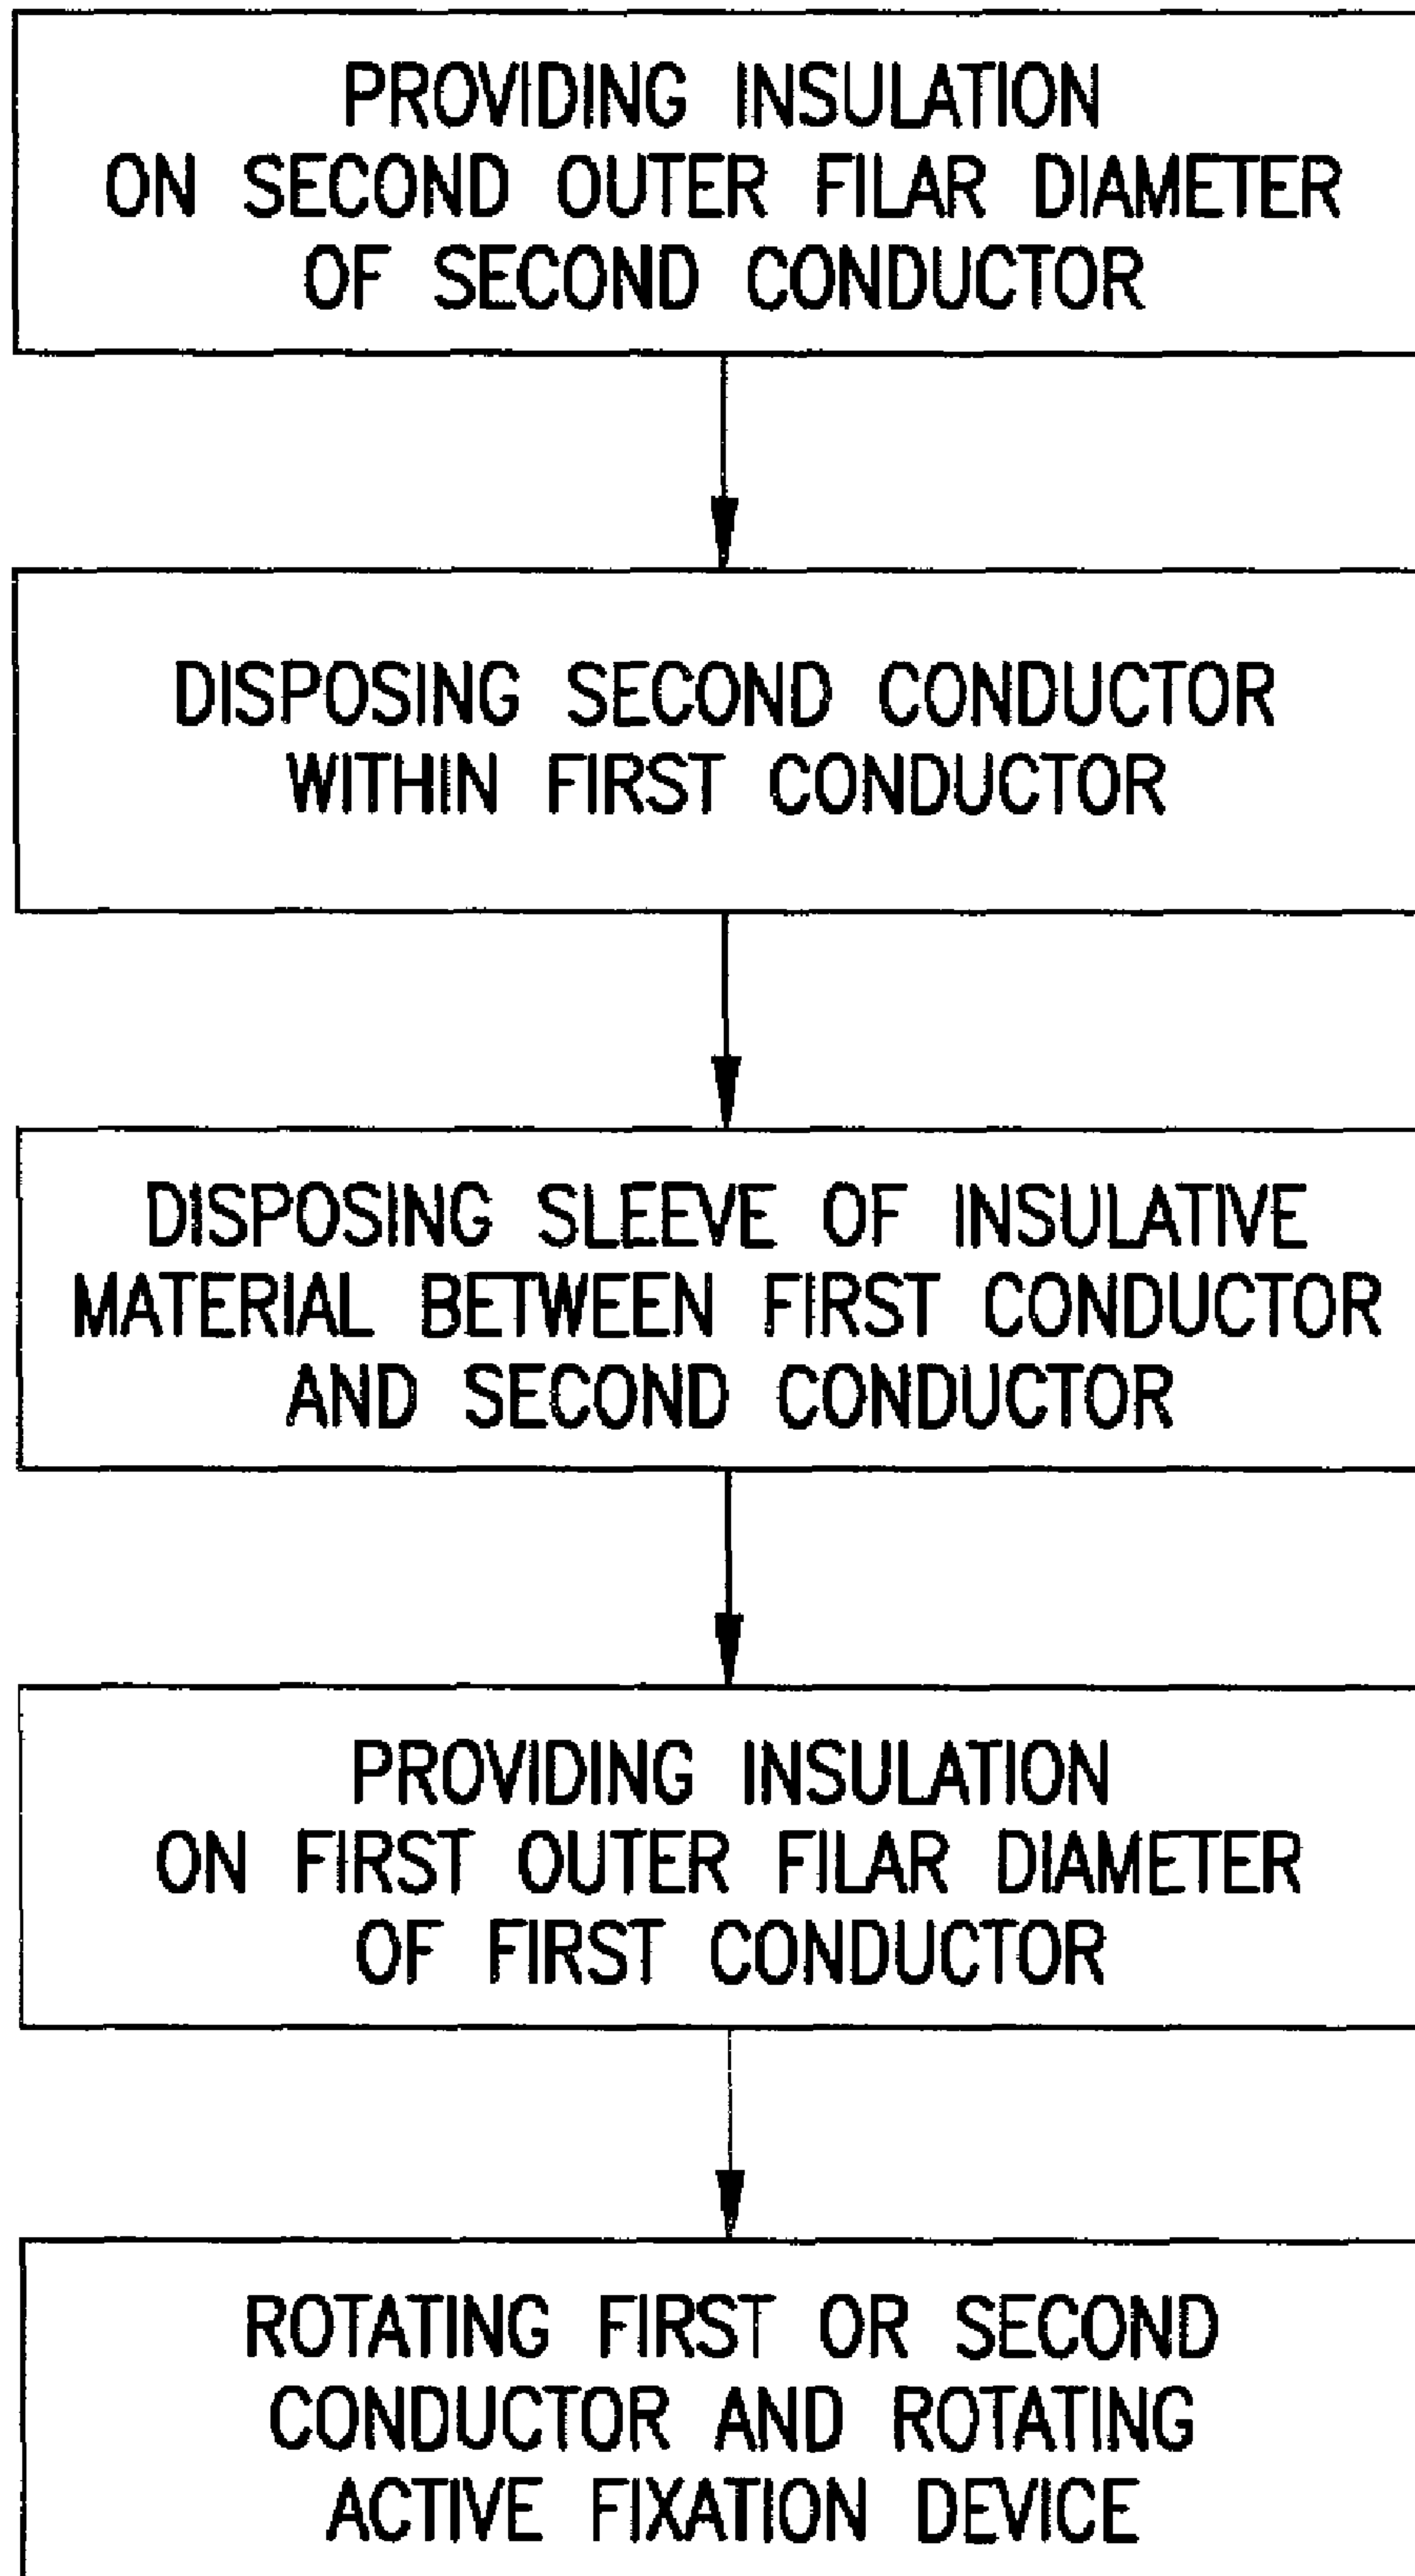 PROVIDING INSULATION
ON SECOND OUTER FILAR DIAMETER
OF SECOND CONDUCTOR
DISPOSING SECOND CONDUCTOR
WITHIN FIRST CONDUCTOR
DISPOSING SLEEVE OF INSULATIVE
MATERIAL BETWEEN FIRST CONDUCTOR
AND SECOND CONDUCTOR
PROVIDING INSULATION
ON FIRST OUTER FILAR DIAMETER
OF FIRST CONDUCTOR
ROTATING FIRST OR SECOND
CONDUCTOR AND ROTATING
ACTIVE FIXATION DEVICE